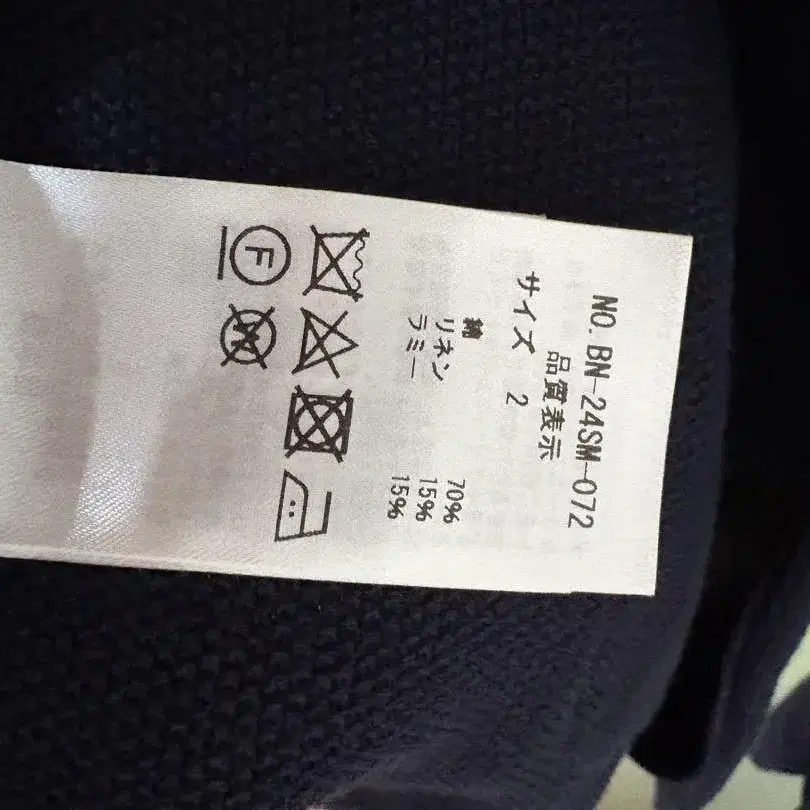 NO. BN-24SM-072
品質表示
サイズ 2
綿 70%
リネン 15%
ラミー 15%
F
W